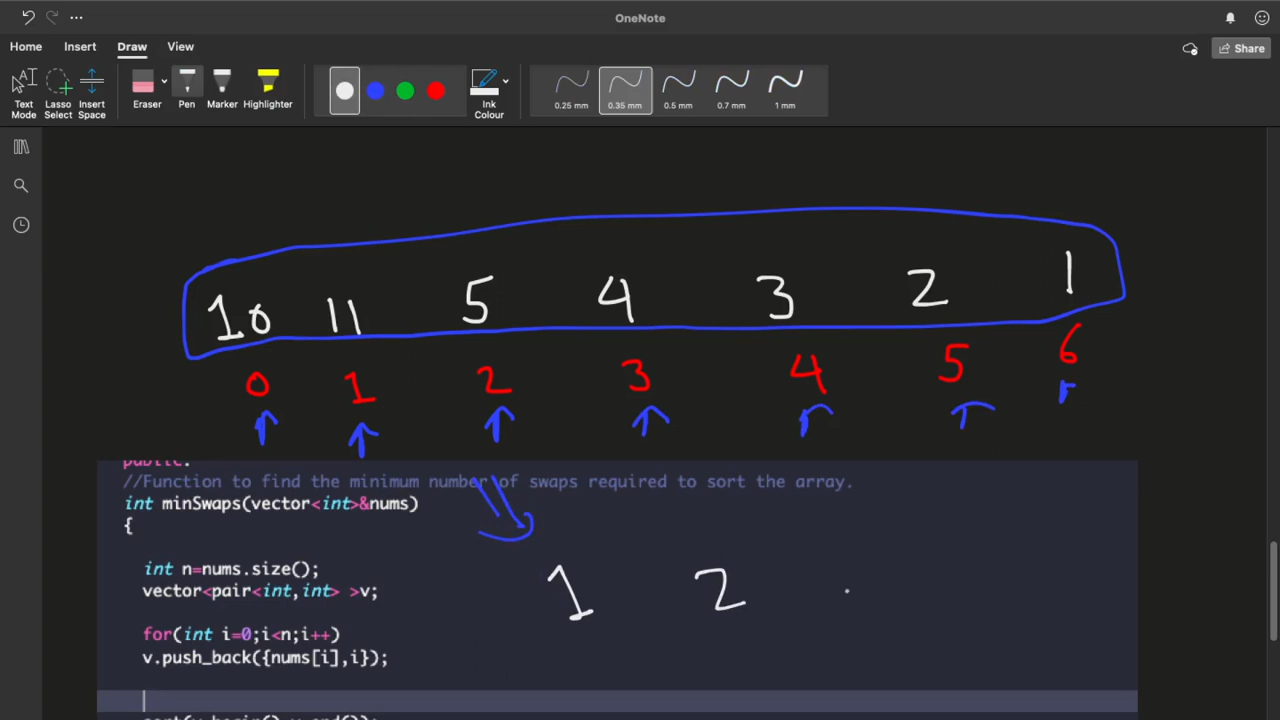 OneNote
Home Insert Draw View
Share
Text Mode
Lasso Select
Insert Space
Eraser
Pen
Marker
Highlighter
Ink Colour
0.25 mm
0.35 mm
0.5 mm
0.7 mm
1 mm
10 11 5 4 3 2 1
0 1 2 3 4 5 6
public:
//Function to find the minimum number of swaps required to sort the array.
int minSwaps(vector<int>&nums)
{
int n=nums.size();
vector<pair<int,int> >v;
1 2
for(int i=0;i<n;i++)
v.push_back({nums[i],i});
sort(v.begin(),v.end());